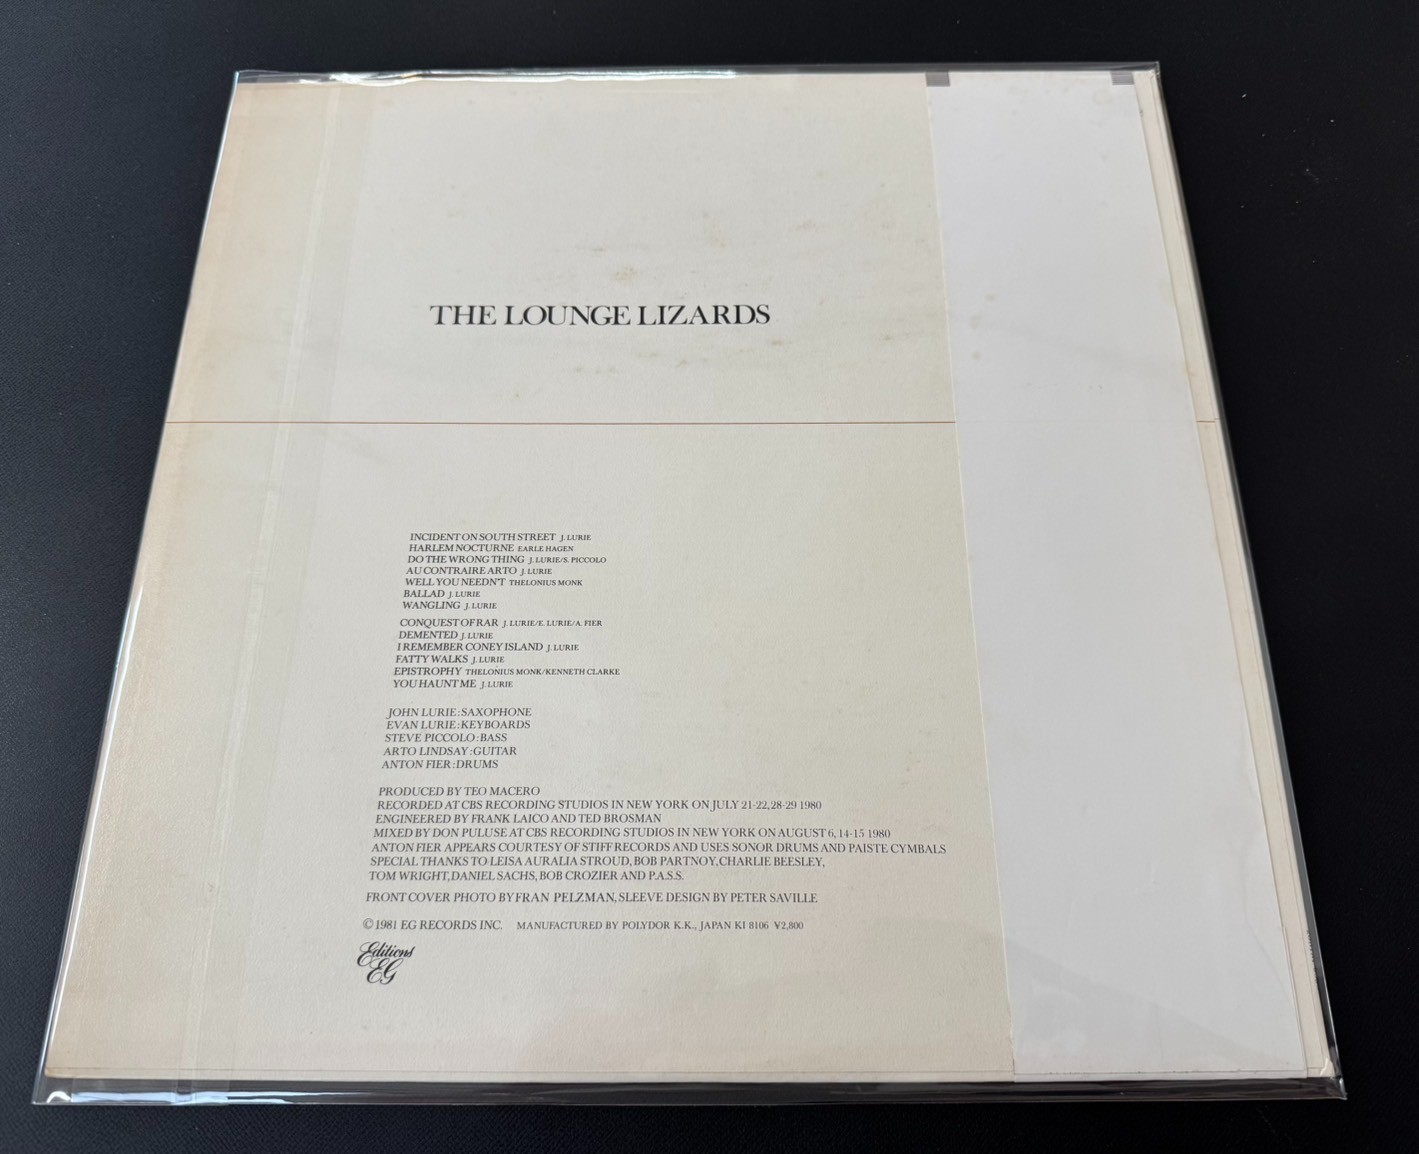 THE LOUNGE LIZARDS
INCIDENT ON SOUTH STREET J. LURIE
HARLEM NOCTURNE EARLE HAGEN
DO THE WRONG THING J. LURIE/S. PICCOLO
AU CONTRAIRE ARTO J. LURIE
WELL YOU NEEDN'T THELONIUS MONK
BALLAD J. LURIE
WANGLING J. LURIE
CONQUEST OF RAR J. LURIE/E. LURIE/A. FIER
DEMENTED J. LURIE
I REMEMBER CONEY ISLAND J. LURIE
FATTY WALKS J. LURIE
EPISTROPHY THELONIUS MONK/KENNETH CLARKE
YOU HAUNT ME J. LURIE
JOHN LURIE:SAXOPHONE
EVAN LURIE:KEYBOARDS
STEVE PICCOLO:BASS
ARTO LINDSAY:GUITAR
ANTON FIER:DRUMS
PRODUCED BY TEO MACERO
RECORDED AT CBS RECORDING STUDIOS IN NEW YORK ON JULY 21-22, 28-29 1980
ENGINEERED BY FRANK LAICO AND TED BROSMAN
MIXED BY DON PULUSE AT CBS RECORDING STUDIOS IN NEW YORK ON AUGUST 6, 14-15 1980
ANTON FIER APPEARS COURTESY OF STIFF RECORDS AND USES SONOR DRUMS AND PAISTE CYMBALS
SPECIAL THANKS TO LEISA AURALIA STROUD, BOB PARTNOY, CHARLIE BEESLEY,
TOM WRIGHT, DANIEL SACHS, BOB CROZIER AND P.A.S.S.
FRONT COVER PHOTO BY FRAN PELZMAN, SLEEVE DESIGN BY PETER SAVILLE
© 1981 EG RECORDS INC. MANUFACTURED BY POLYDOR K.K., JAPAN KI 8106 ¥2,800
Editions
EG